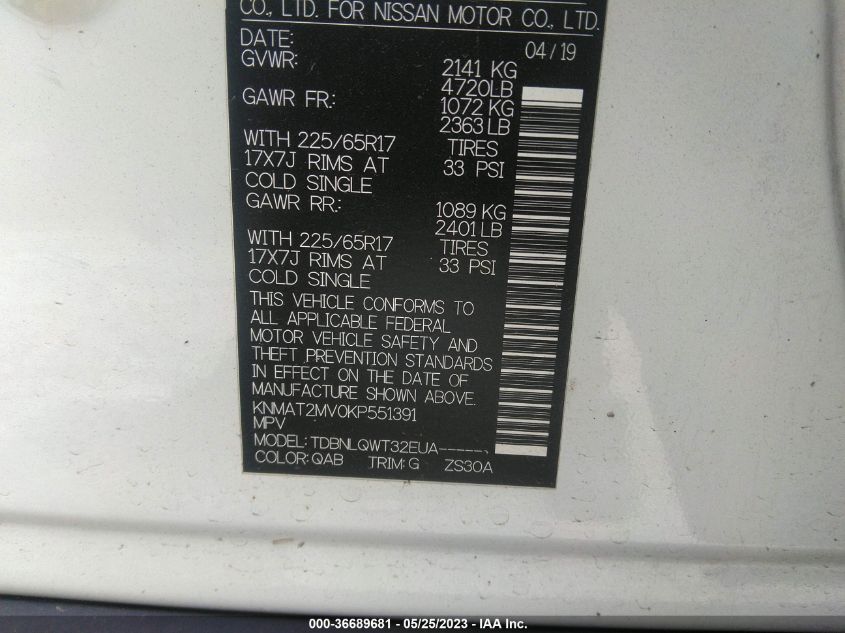 CO., LTD. FOR NISSAN MOTOR CO., LTD.
DATE: 04/19
GVWR: 2141 KG
4720LB
GAWR FR: 1072 KG
2363 LB
WITH 225/65R17 TIRES
17X7J RIMS AT 33 PSI
COLD SINGLE
GAWR RR: 1089 KG
2401 LB
WITH 225/65R17 TIRES
17X7J RIMS AT 33 PSI
COLD SINGLE
THIS VEHICLE CONFORMS TO
ALL APPLICABLE FEDERAL
MOTOR VEHICLE SAFETY AND
THEFT PREVENTION STANDARDS
IN EFFECT ON THE DATE OF
MANUFACTURE SHOWN ABOVE.
KNMAT2MV0KP551391
MPV
MODEL: TDBNLQWT32EUA------
COLOR: QAB TRIM: G ZS30A
000-36689681 - 05/25/2023 - IAA Inc.